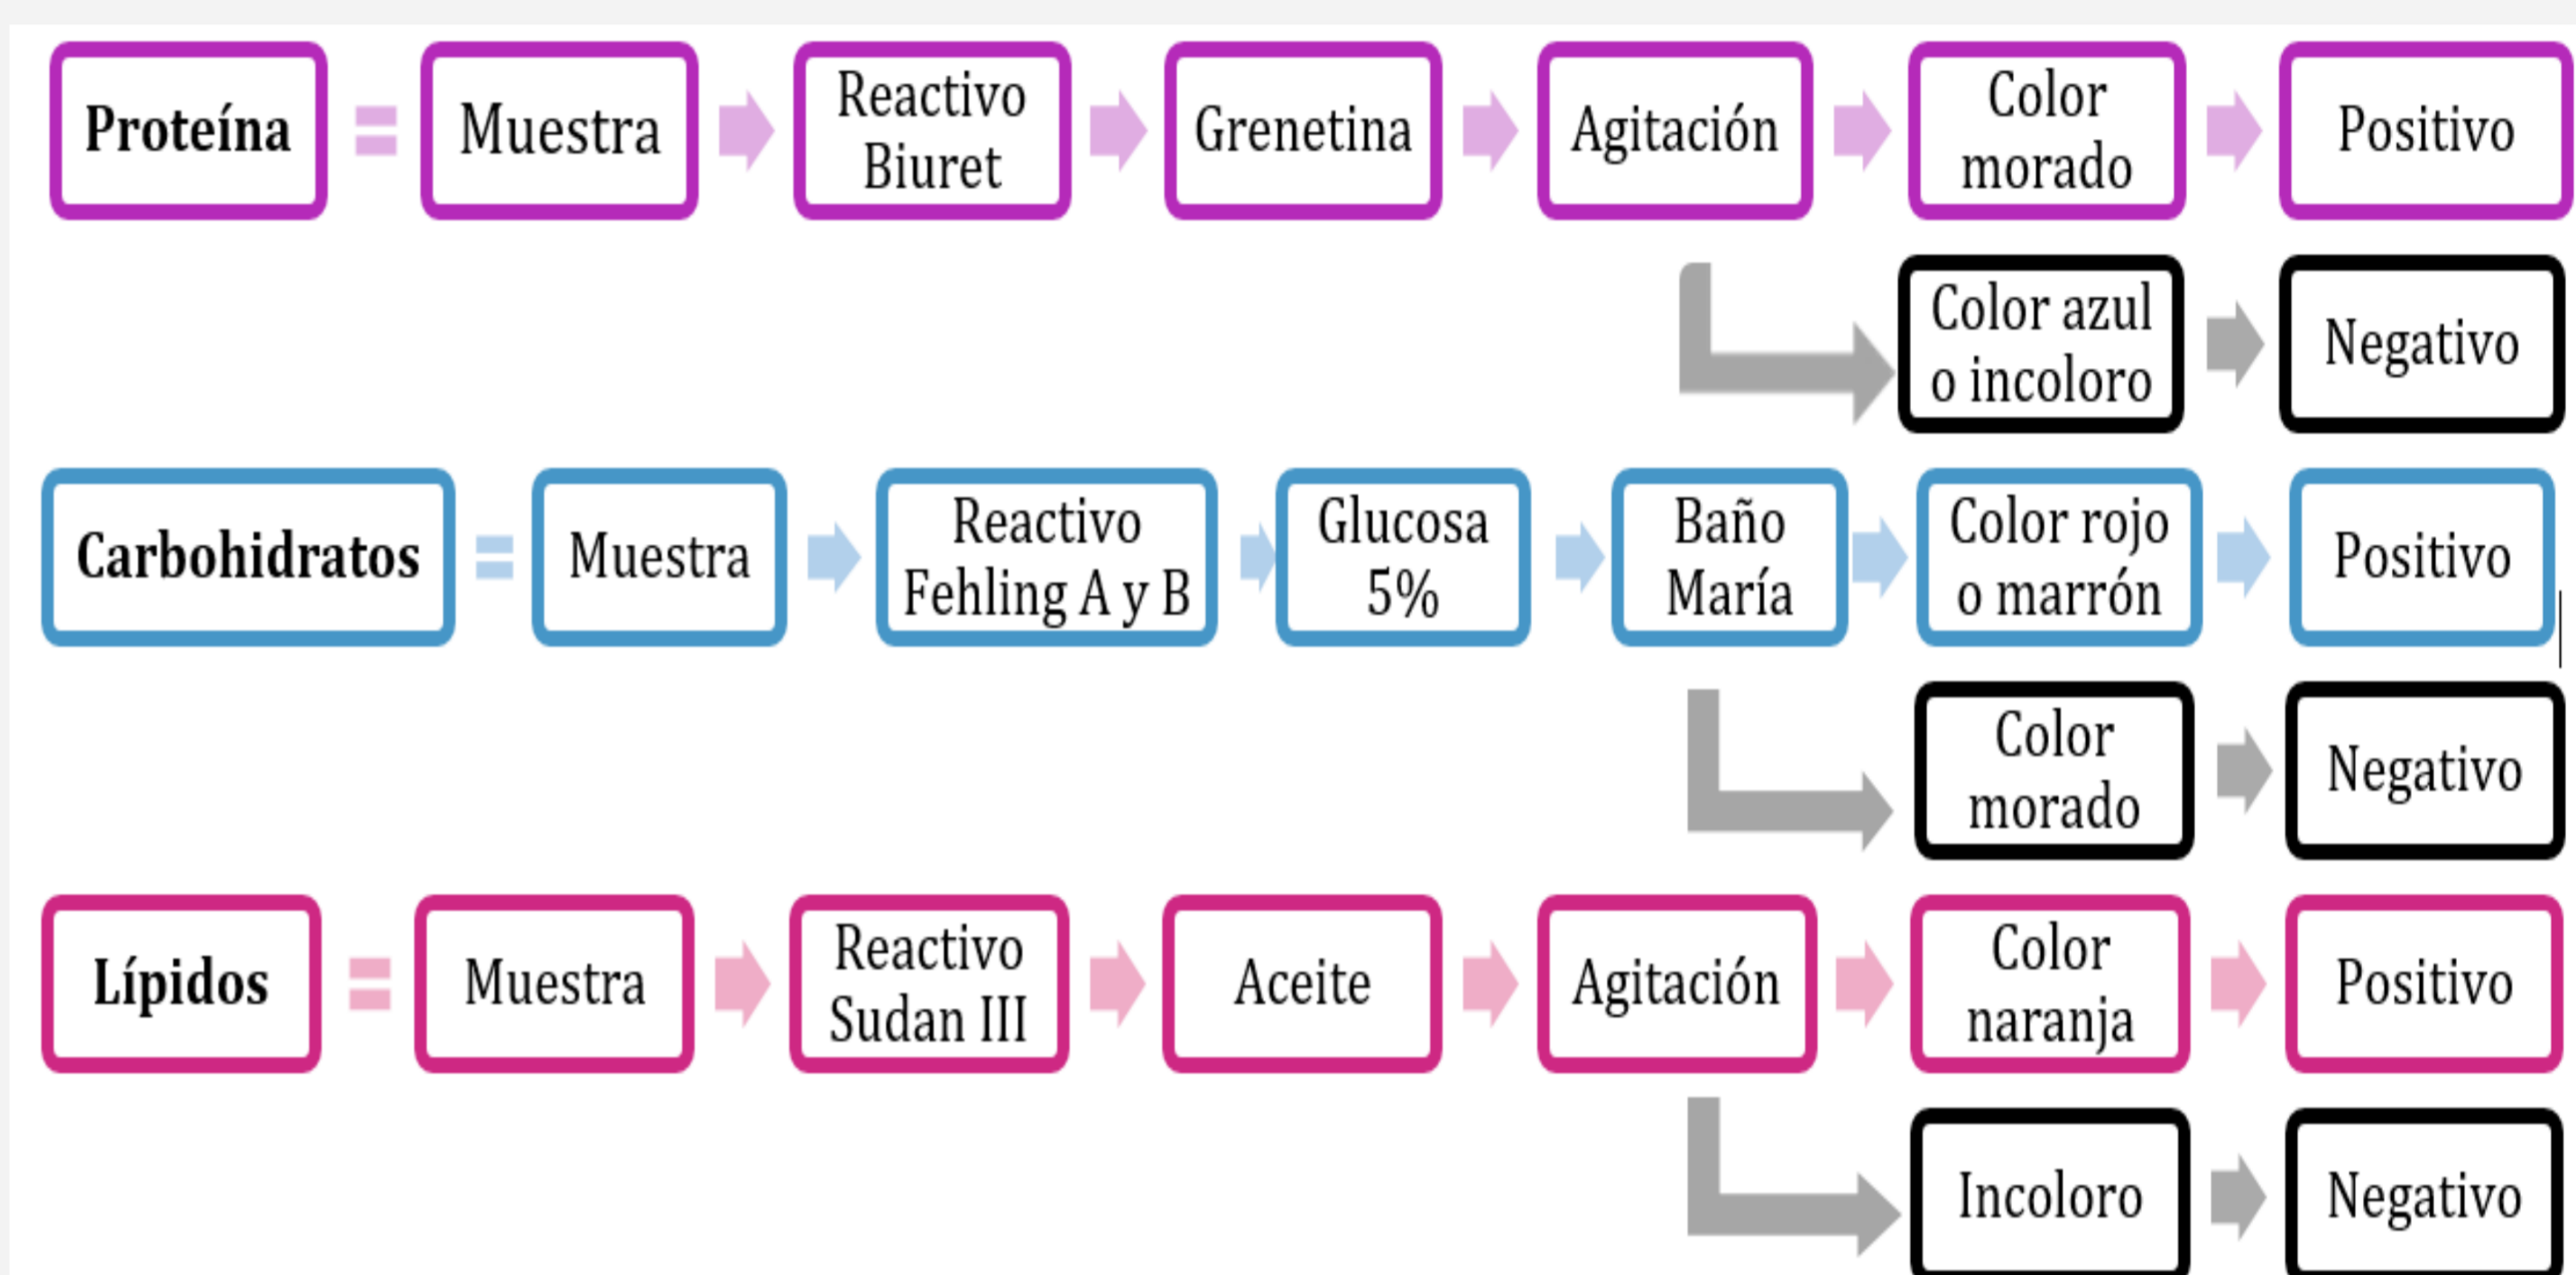 Proteína
Muestra
Reactivo
Biuret
Grenetina
Agitación
Color
morado
Positivo
Color azul
o incoloro
Negativo
Carbohidratos
Muestra
Reactivo
Fehling A y B
Glucosa
5%
Baño
María
Color rojo
o marrón
Positivo
Color
morado
Negativo
Lípidos
Muestra
Reactivo
Sudan III
Aceite
Agitación
Color
naranja
Positivo
Incoloro
Negativo